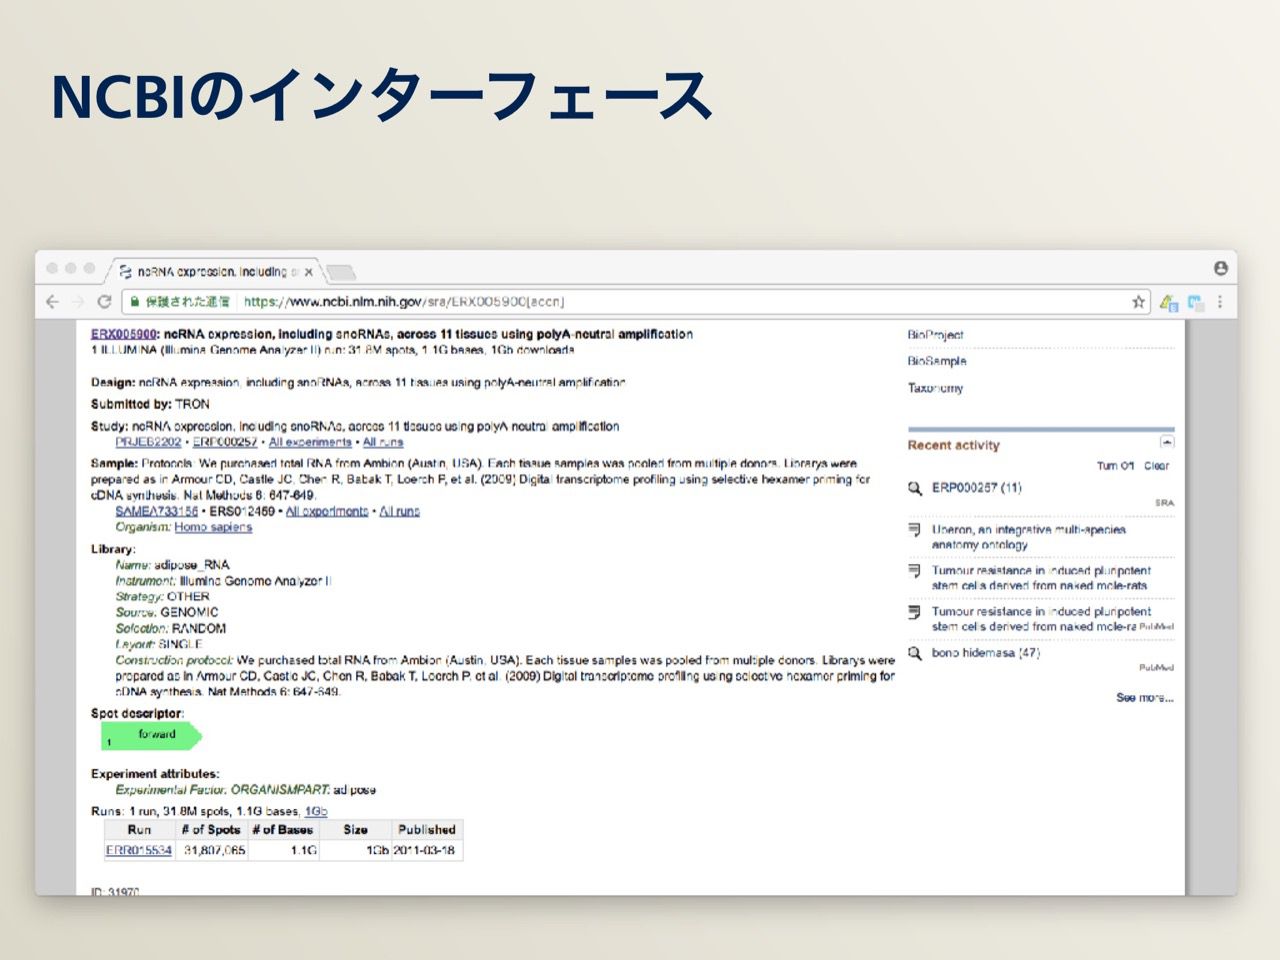 NCBIのインターフェース
ncRNA expression, including s
保護された通信 https://www.ncbi.nlm.nih.gov/sra/ERX005900[accn]
ERX005900: ncRNA expression, including snoRNAs, across 11 tissues using polyA-neutral amplification
1 ILLUMINA (Illumina Genome Analyzer II) run: 31.8M spots, 1.1G bases, 1Gb downloads
Design: ncRNA expression, including snoRNAs, across 11 tissues using polyA-neutral amplification
Submitted by: TRON
Study: ncRNA expression, including snoRNAs, across 11 tissues using polyA neutral amplification
PRJEB2202 • ERP000257 • All experiments • All runs
Sample: Protocols: We purchased total RNA from Ambion (Austin, USA). Each tissue samples was pooled from multiple donors. Librarys were
prepared as in Armour CD, Castle JC, Chen R, Babak T, Loerch P, et al. (2009) Digital transcriptome profiling using selective hexamer priming for
cDNA synthesis. Nat Methods 6: 647-649.
SAMEA733156 • ERS012459 • All experiments • All runs
Organism: Homo sapiens
Library:
Name: adipose_RNA
Instrument: Illumina Genome Analyzer II
Strategy: OTHER
Source: GENOMIC
Selection: RANDOM
Layout: SINGLE
Construction protocol: We purchased total RNA from Ambion (Austin, USA). Each tissue samples was pooled from multiple donors. Librarys were
prepared as in Armour CD, Castle JC, Chen R, Babak T, Loerch P, et al. (2009) Digital transcriptome profiling using selective hexamer priming for
cDNA synthesis. Nat Methods 6: 647-649.
Spot descriptor:
1 forward
Experiment attributes:
Experimental Factor: ORGANISMPART: adipose
Runs: 1 run, 31.8M spots, 1.1G bases, 1Gb
Run # of Spots # of Bases Size Published
ERR015534 31,807,065 1.1G 1Gb 2011-03-18
ID: 31970
BioProject
BioSample
Taxonomy
Recent activity
Turn Off Clear
ERP000257 (11)
SRA
Uberon, an integrative multi-species
anatomy ontology
Tumour resistance in induced pluripotent
stem cells derived from naked mole-rats
Tumour resistance in induced pluripotent
stem cells derived from naked mole-ra PubMed
bono hidemasa (47)
PubMed
See more...